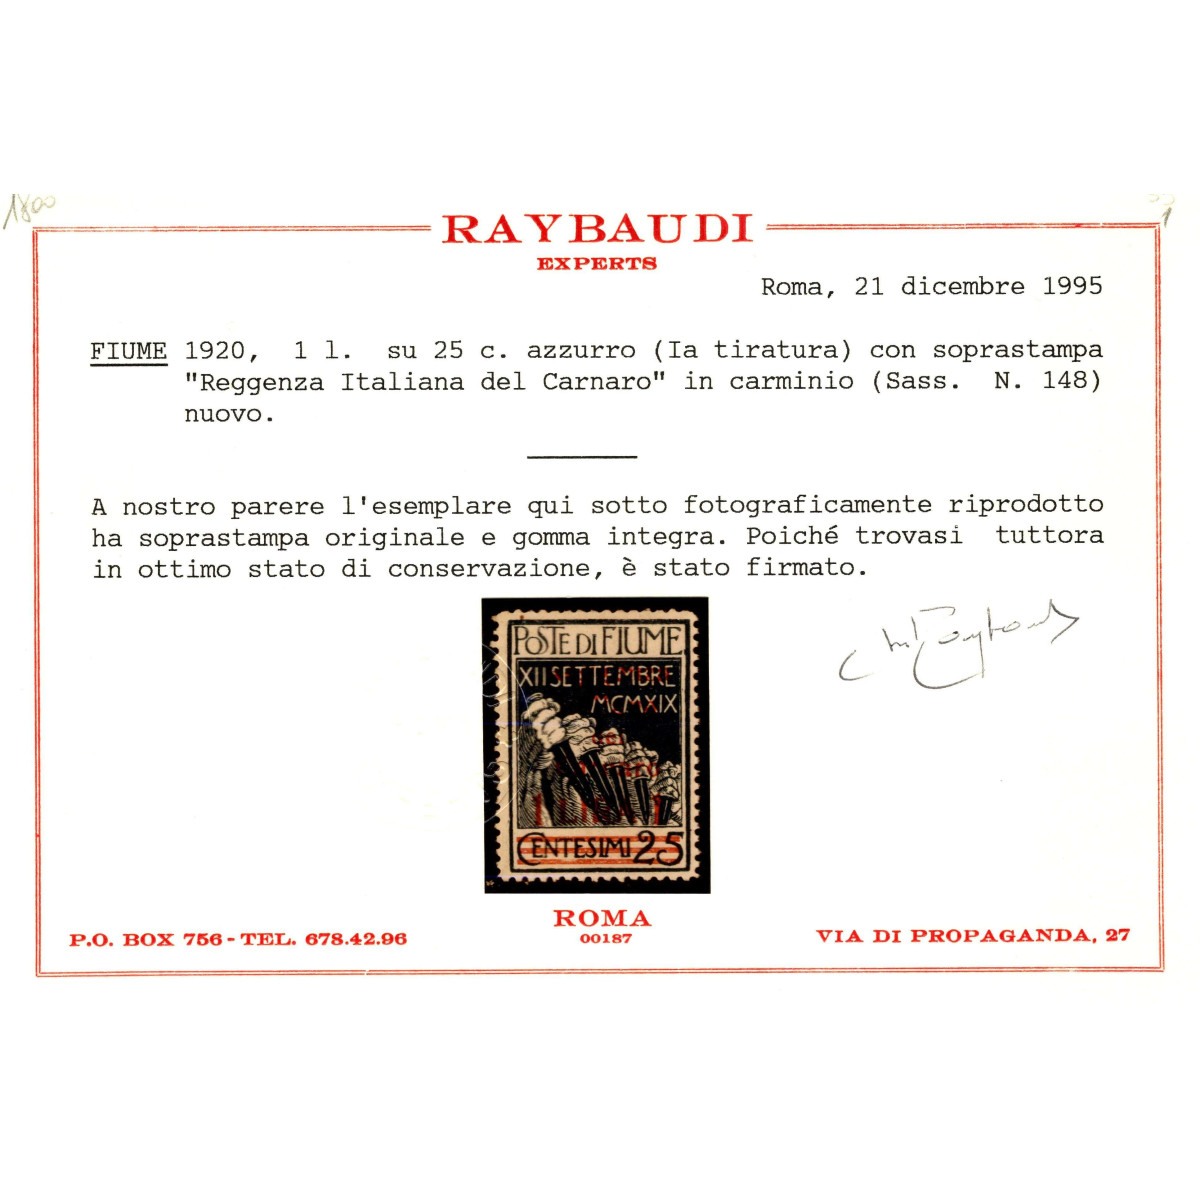 1800
RAYBAUDI
EXPERTS
Roma, 21 dicembre 1995
FIUME 1920, 1 l. su 25 c. azzurro (Ia tiratura) con soprastampa
"Reggenza Italiana del Carnaro" in carminio (Sass. N. 148)
nuovo.
A nostro parere l'esemplare qui sotto fotograficamente riprodotto
ha soprastampa originale e gomma integra. Poiché trovasi tuttora
in ottimo stato di conservazione, è stato firmato.
POSTE DI FIUME
XII SETTEMBRE
MCMXIX
CENTESIMI 25
ROMA
00187
P.O. BOX 756 - TEL. 678.42.96
VIA DI PROPAGANDA, 27